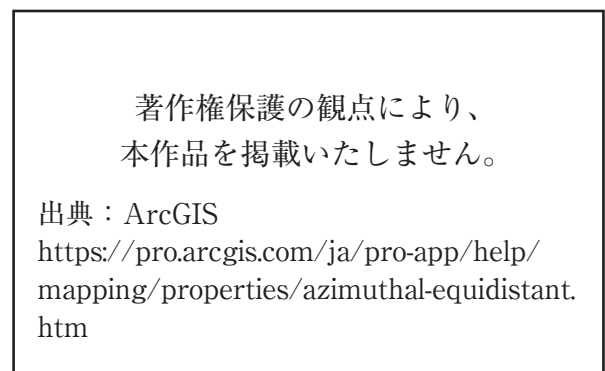 著作権保護の観点により、
本作品を掲載いたしません。
出典：ArcGIS
https://pro.arcgis.com/ja/pro-app/help/
mapping/properties/azimuthal-equidistant.
htm